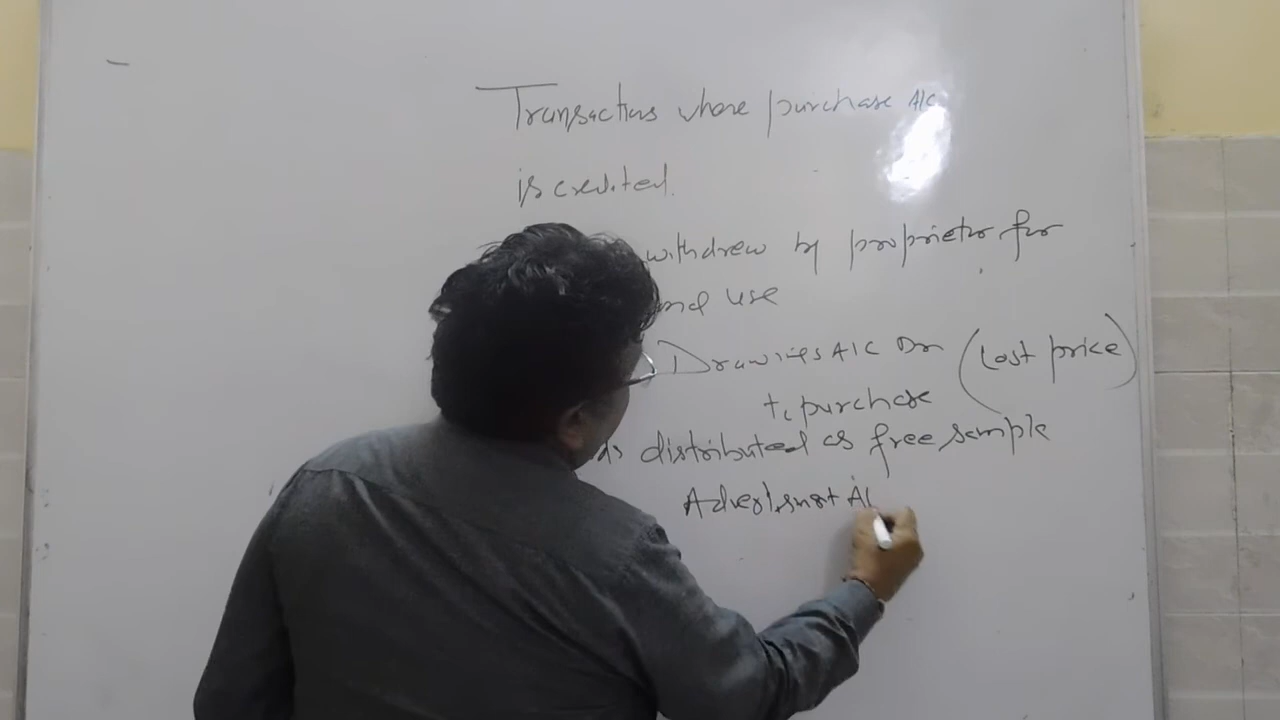 Transactions where purchase A/c
is credited.
withdrew by proprietor for
use
Drawings A/C Dr (Cost price)
to purchase
distributed as free sample
Advertisment A/